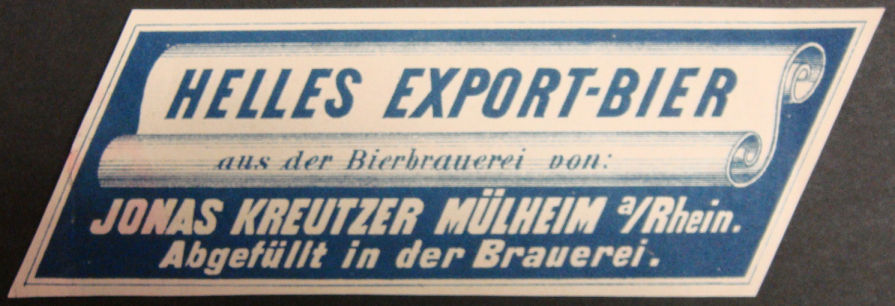 HELLES EXPORT-BIER
aus der Bierbrauerei von:
JONAS KREUTZER MÜLHEIM a/Rhein.
Abgefüllt in der Brauerei.